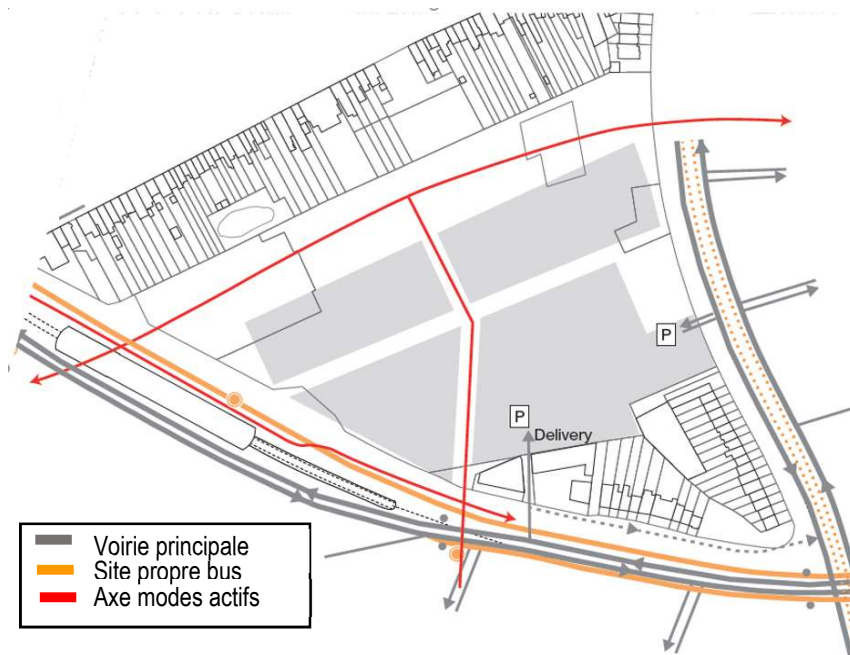 P
P
Delivery
Voirie principale
Site propre bus
Axe modes actifs